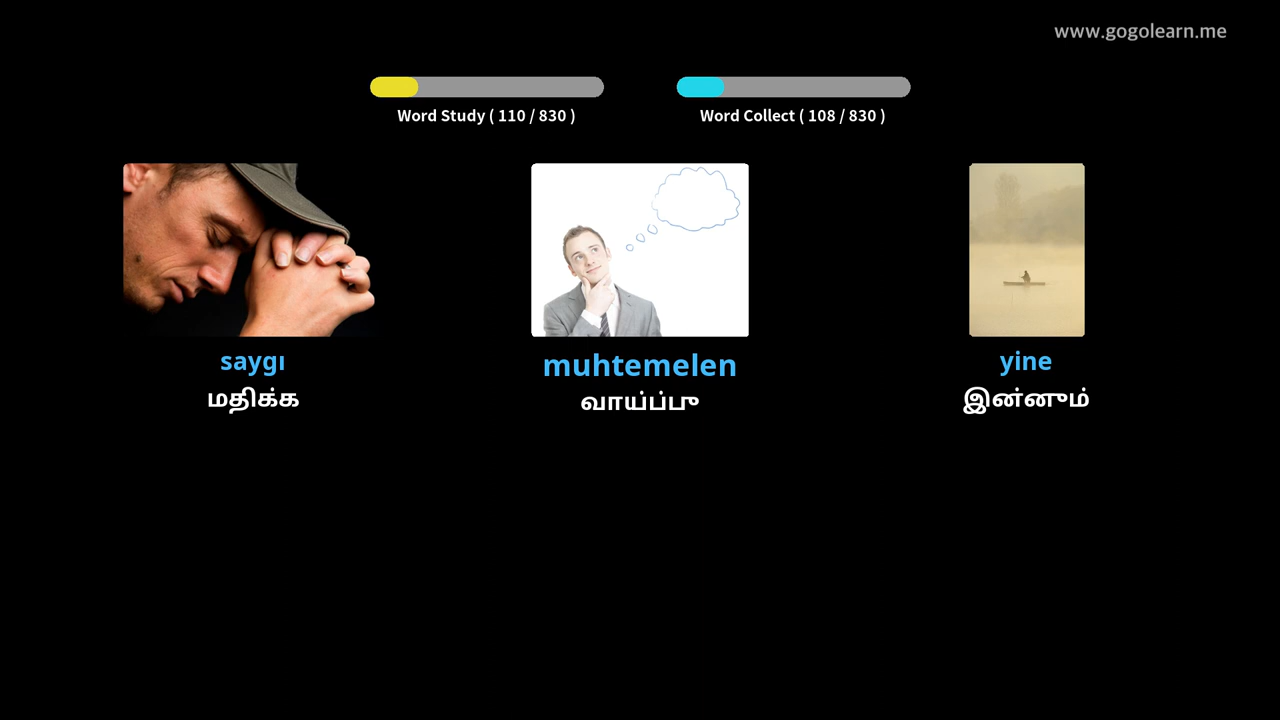 www.gogolearn.me
Word Study ( 110 / 830 )
Word Collect ( 108 / 830 )
saygı
மதிக்க
muhtemelen
வாய்ப்பு
yine
இன்னும்